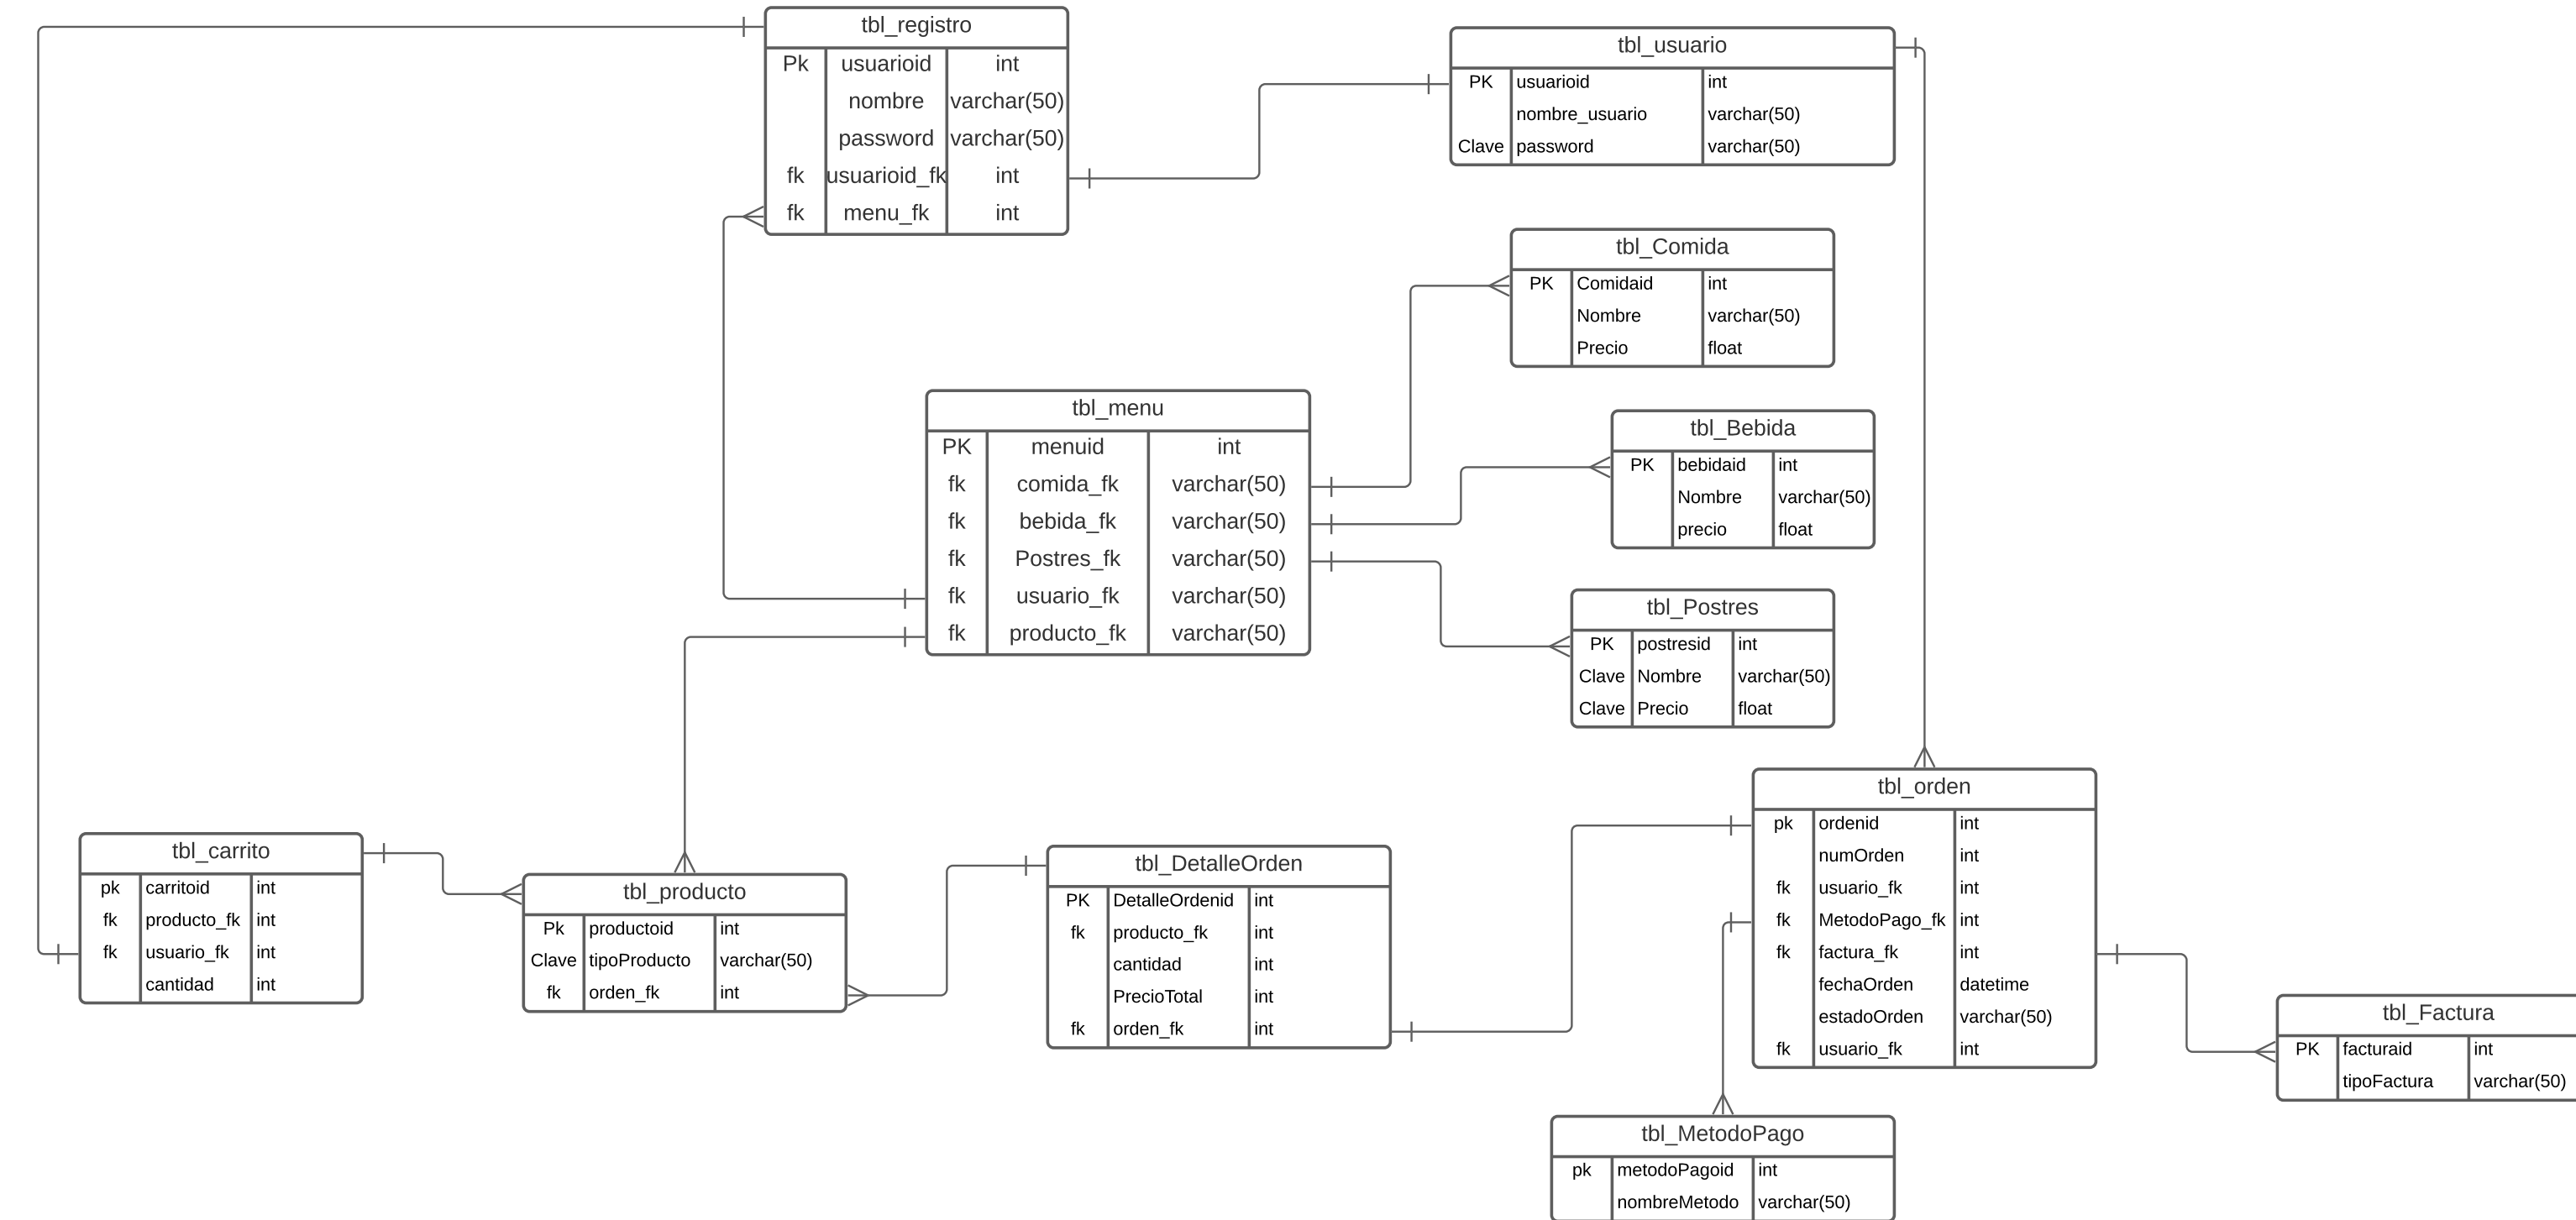 tbl_registro
Pk usuarioid int
nombre varchar(50)
password varchar(50)
fk usuarioid_fk int
fk menu_fk int
tbl_usuario
PK usuarioid int
nombre_usuario varchar(50)
Clave password varchar(50)
tbl_Comida
PK Comidaid int
Nombre varchar(50)
Precio float
tbl_menu
PK menuid int
fk comida_fk varchar(50)
fk bebida_fk varchar(50)
fk Postres_fk varchar(50)
fk usuario_fk varchar(50)
fk producto_fk varchar(50)
tbl_Bebida
PK bebidaid int
Nombre varchar(50)
precio float
tbl_Postres
PK postresid int
Clave Nombre varchar(50)
Clave Precio float
tbl_carrito
pk carritoid int
fk producto_fk int
fk usuario_fk int
cantidad int
tbl_producto
Pk productoid int
Clave tipoProducto varchar(50)
fk orden_fk int
tbl_DetalleOrden
PK DetalleOrdenid int
fk producto_fk int
cantidad int
PrecioTotal int
fk orden_fk int
tbl_orden
pk ordenid int
numOrden int
fk usuario_fk int
fk MetodoPago_fk int
fk factura_fk int
fechaOrden datetime
estadoOrden varchar(50)
fk usuario_fk int
tbl_Factura
PK facturaid int
tipoFactura varchar(50)
tbl_MetodoPago
pk metodoPagoid int
nombreMetodo varchar(50)